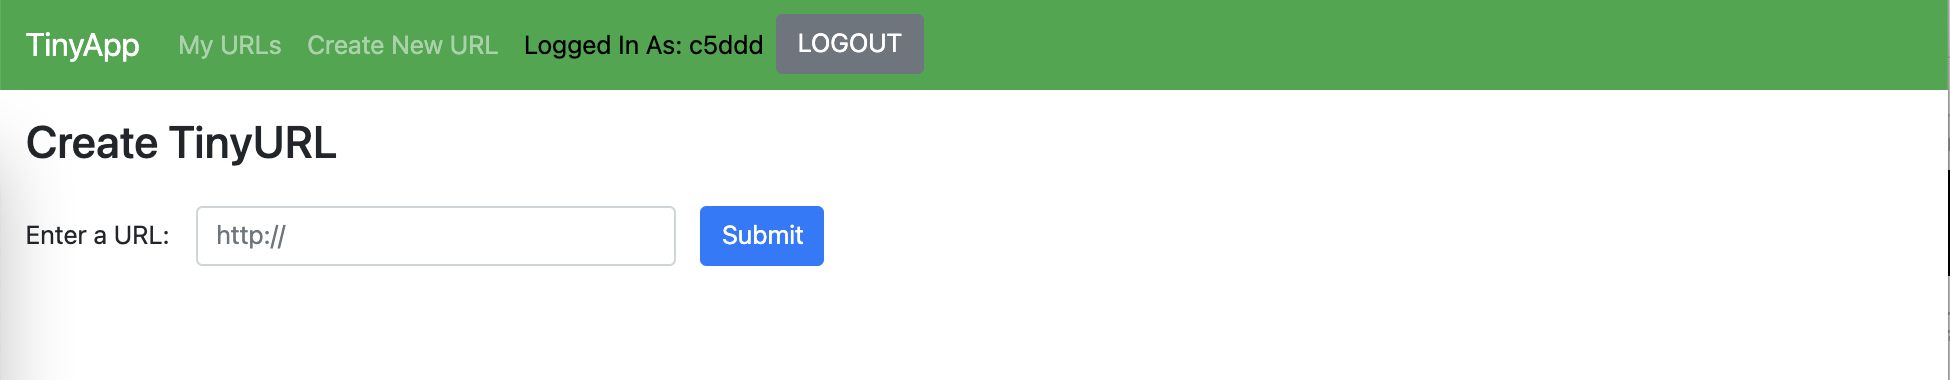 TinyApp My URLs Create New URL Logged In As: c5ddd LOGOUT
Create TinyURL
Enter a URL: http:// Submit